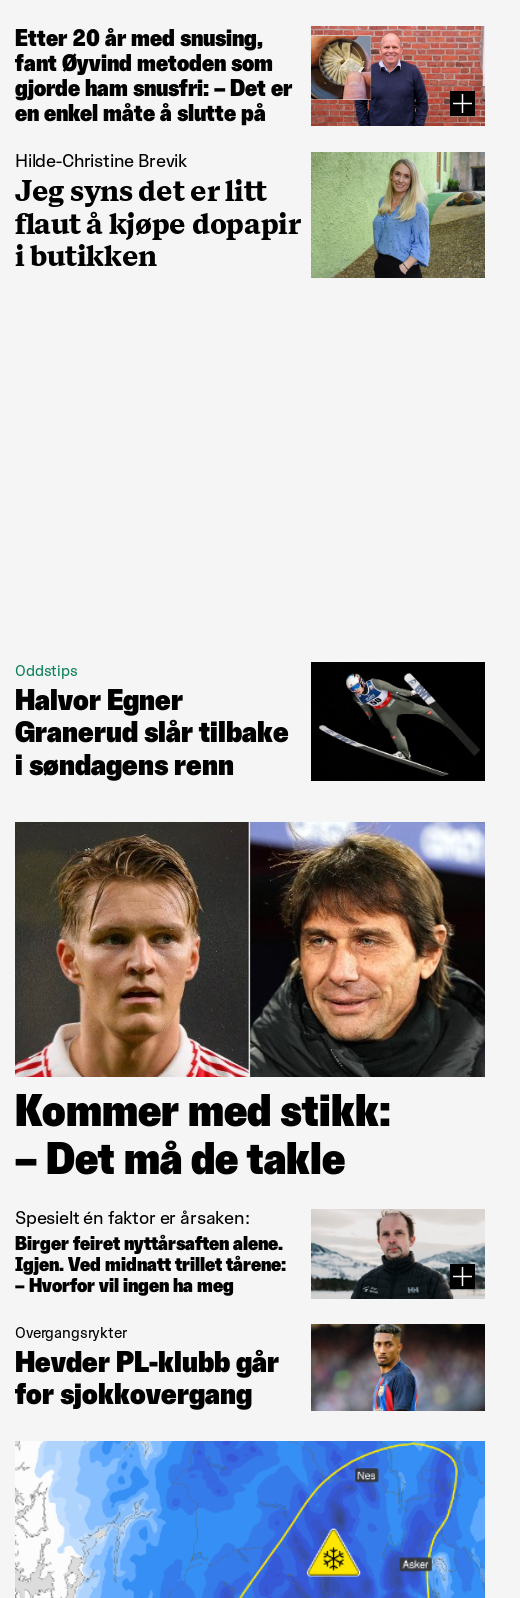 Etter 20 år med snusing,
fant Øyvind metoden som
gjorde ham snusfri: – Det er
en enkel måte å slutte på
Hilde-Christine Brevik
Jeg syns det er litt
flaut å kjøpe dopapir
i butikken
Oddstips
Halvor Egner
Granerud slår tilbake
i søndagens renn
Kommer med stikk:
– Det må de takle
Spesielt én faktor er årsaken:
Birger feiret nyttårsaften alene.
Igjen. Ved midnatt trillet tårene:
– Hvorfor vil ingen ha meg
Overgangsrykter
Hevder PL-klubb går
for sjokkovergang
Nes
Asker